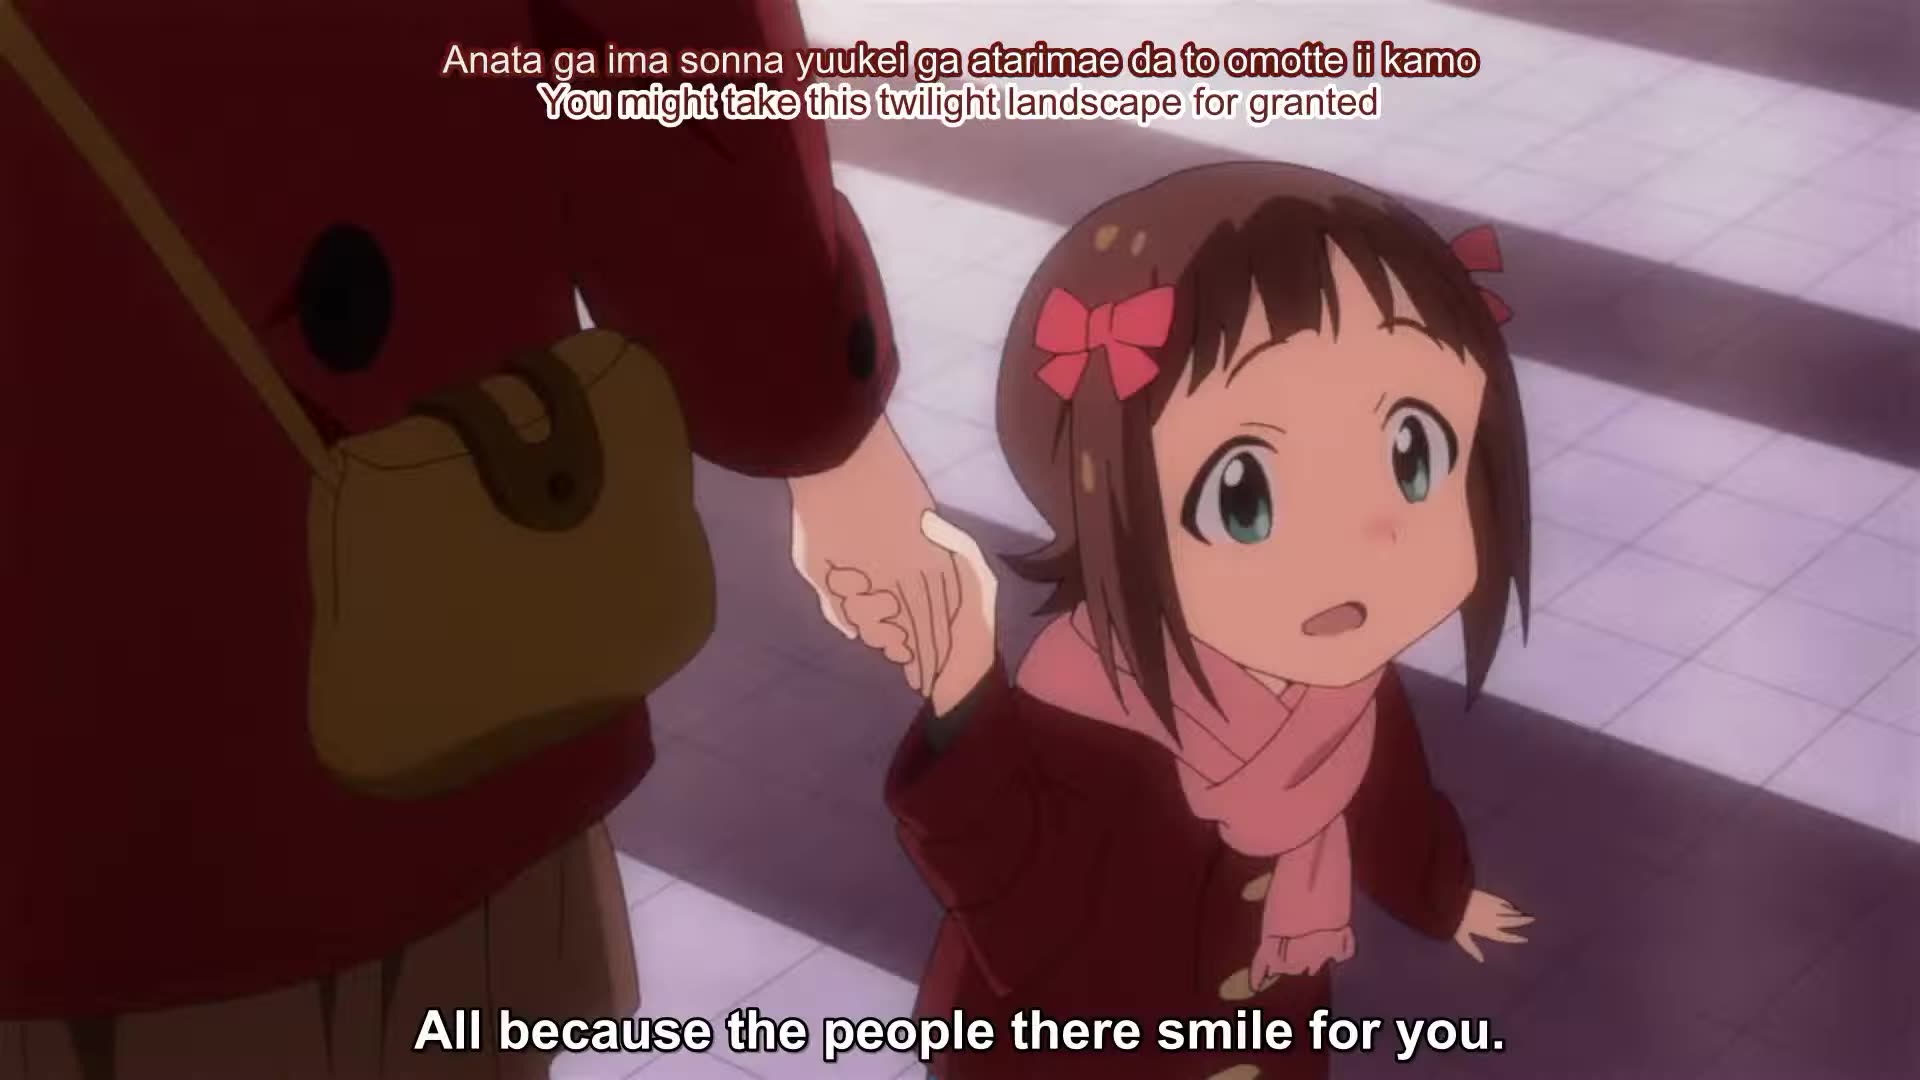 Anata ga ima sonna yuukei ga atarimae da to omotte ii kamo
You might take this twilight landscape for granted
All because the people there smile for you.